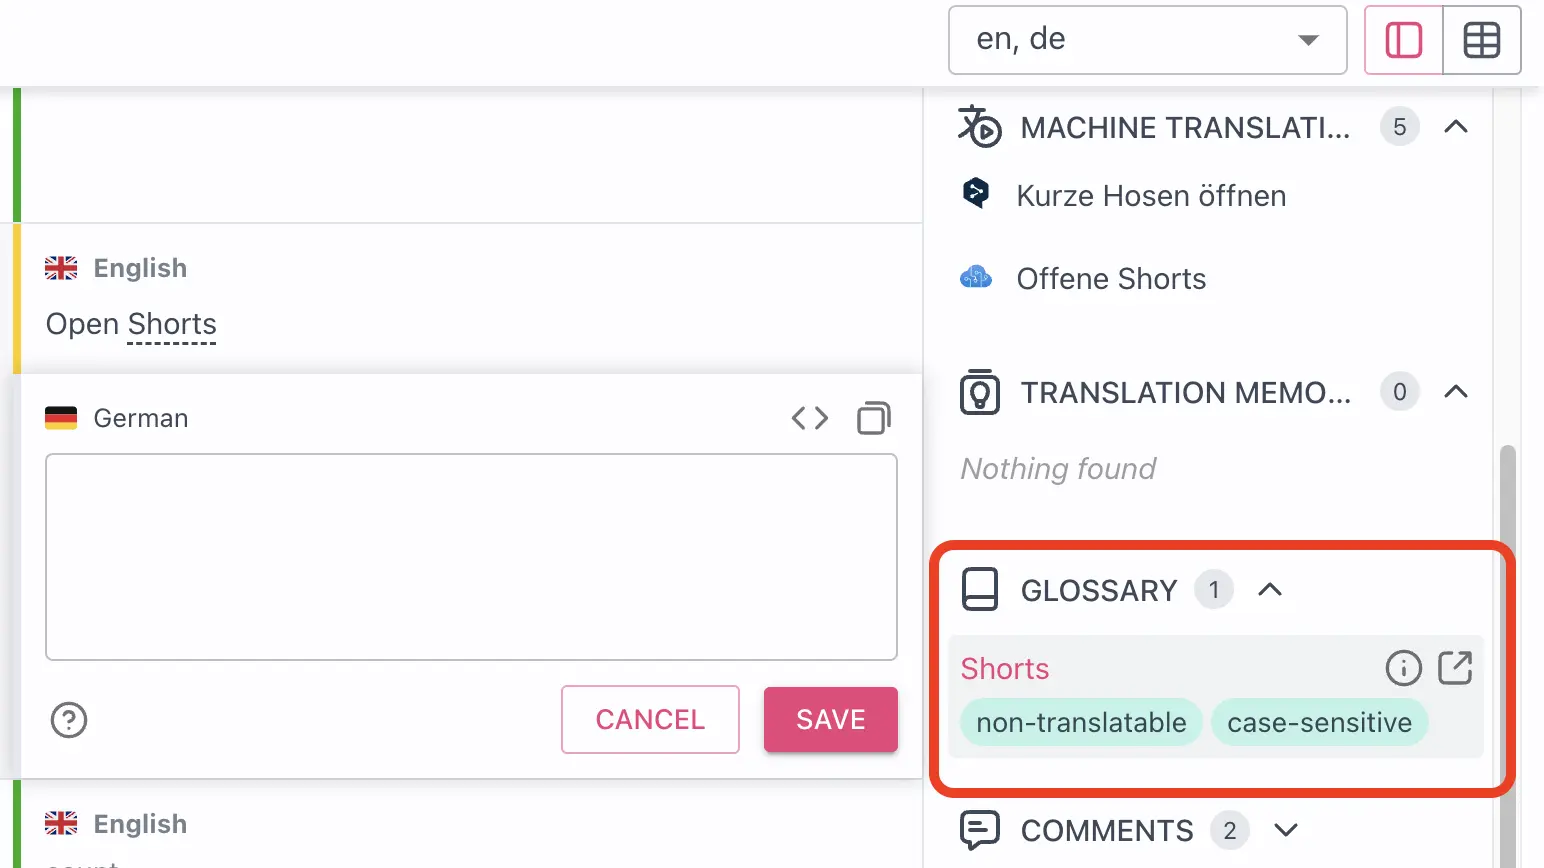 en, de
MACHINE TRANSLATI... 5
Kurze Hosen öffnen
Offene Shorts
English
Open Shorts
German
CANCEL
SAVE
TRANSLATION MEMO... 0
Nothing found
GLOSSARY 1
Shorts
non-translatable
case-sensitive
COMMENTS 2
English